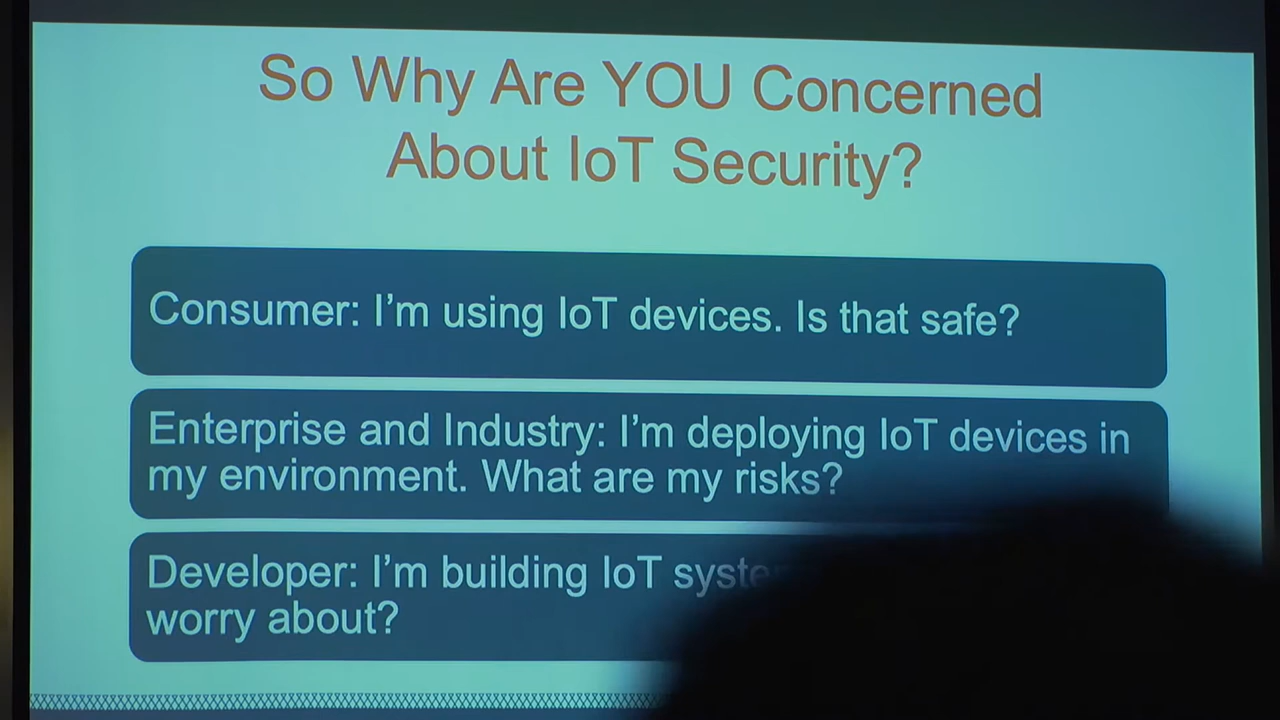 So Why Are YOU Concerned
About IoT Security?
Consumer: I'm using IoT devices. Is that safe?
Enterprise and Industry: I'm deploying IoT devices in
my environment. What are my risks?
Developer: I'm building IoT
worry about?